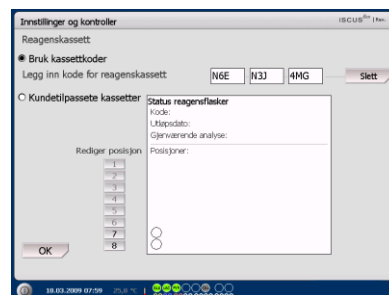 Innstillinger og kontroller
ISCUS Flex
Reagenskassett
Bruk kassettkoder
Legg inn kode for reagenskassett
N6E N3J 4MG Slett
Kundetilpassete kassetter
Status reagensflasker
Kode:
Utløpsdato:
Gjenværende analyse:
Rediger posisjon
Posisjoner:
1
2
3
4
5
6
7
8
OK
18.03.2009 07:59 25,0 °C